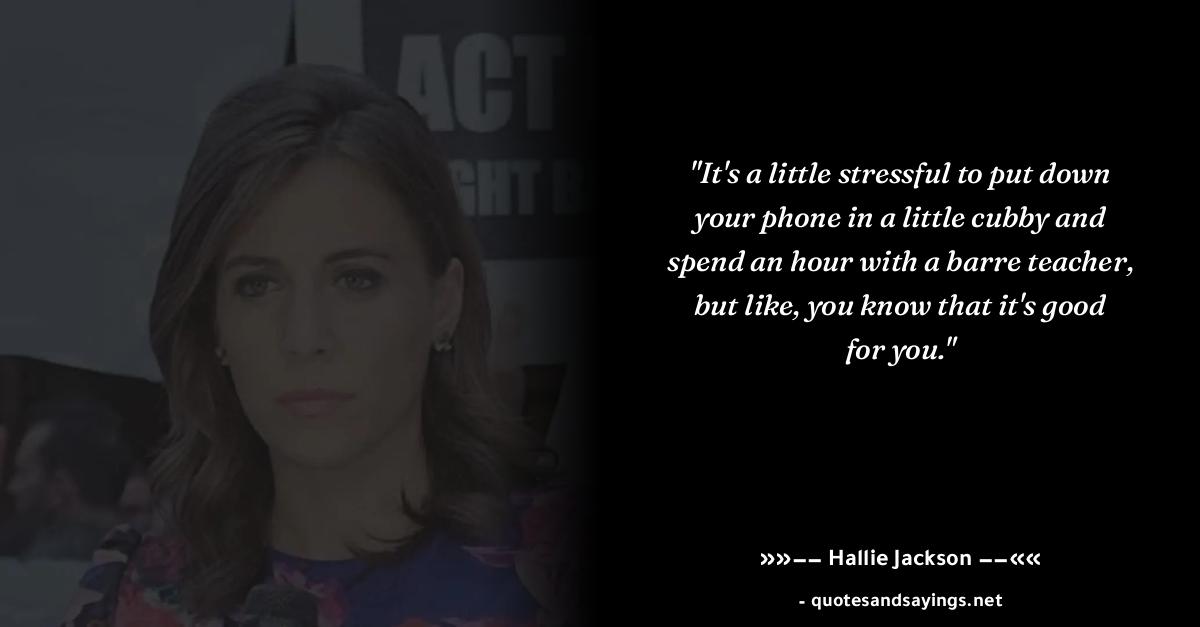 ACT
GHT B
"It's a little stressful to put down
your phone in a little cubby and
spend an hour with a barre teacher,
but like, you know that it's good
for you."
»»−− Hallie Jackson −−««
- quotesandsayings.net